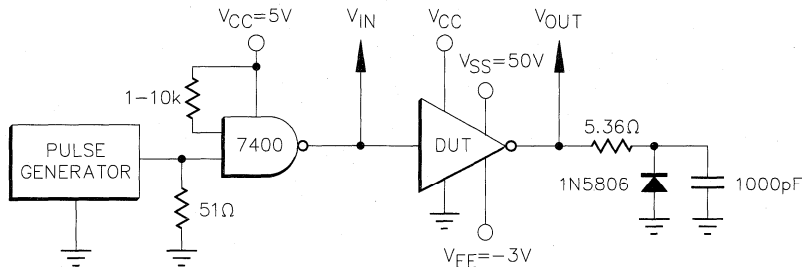 VCC=5V
VIN
VCC
VOUT
VSS=50V
1-10k
5.36Ω
7400
DUT
PULSE
GENERATOR
1N5806
1000pF
51Ω
VEE=-3V